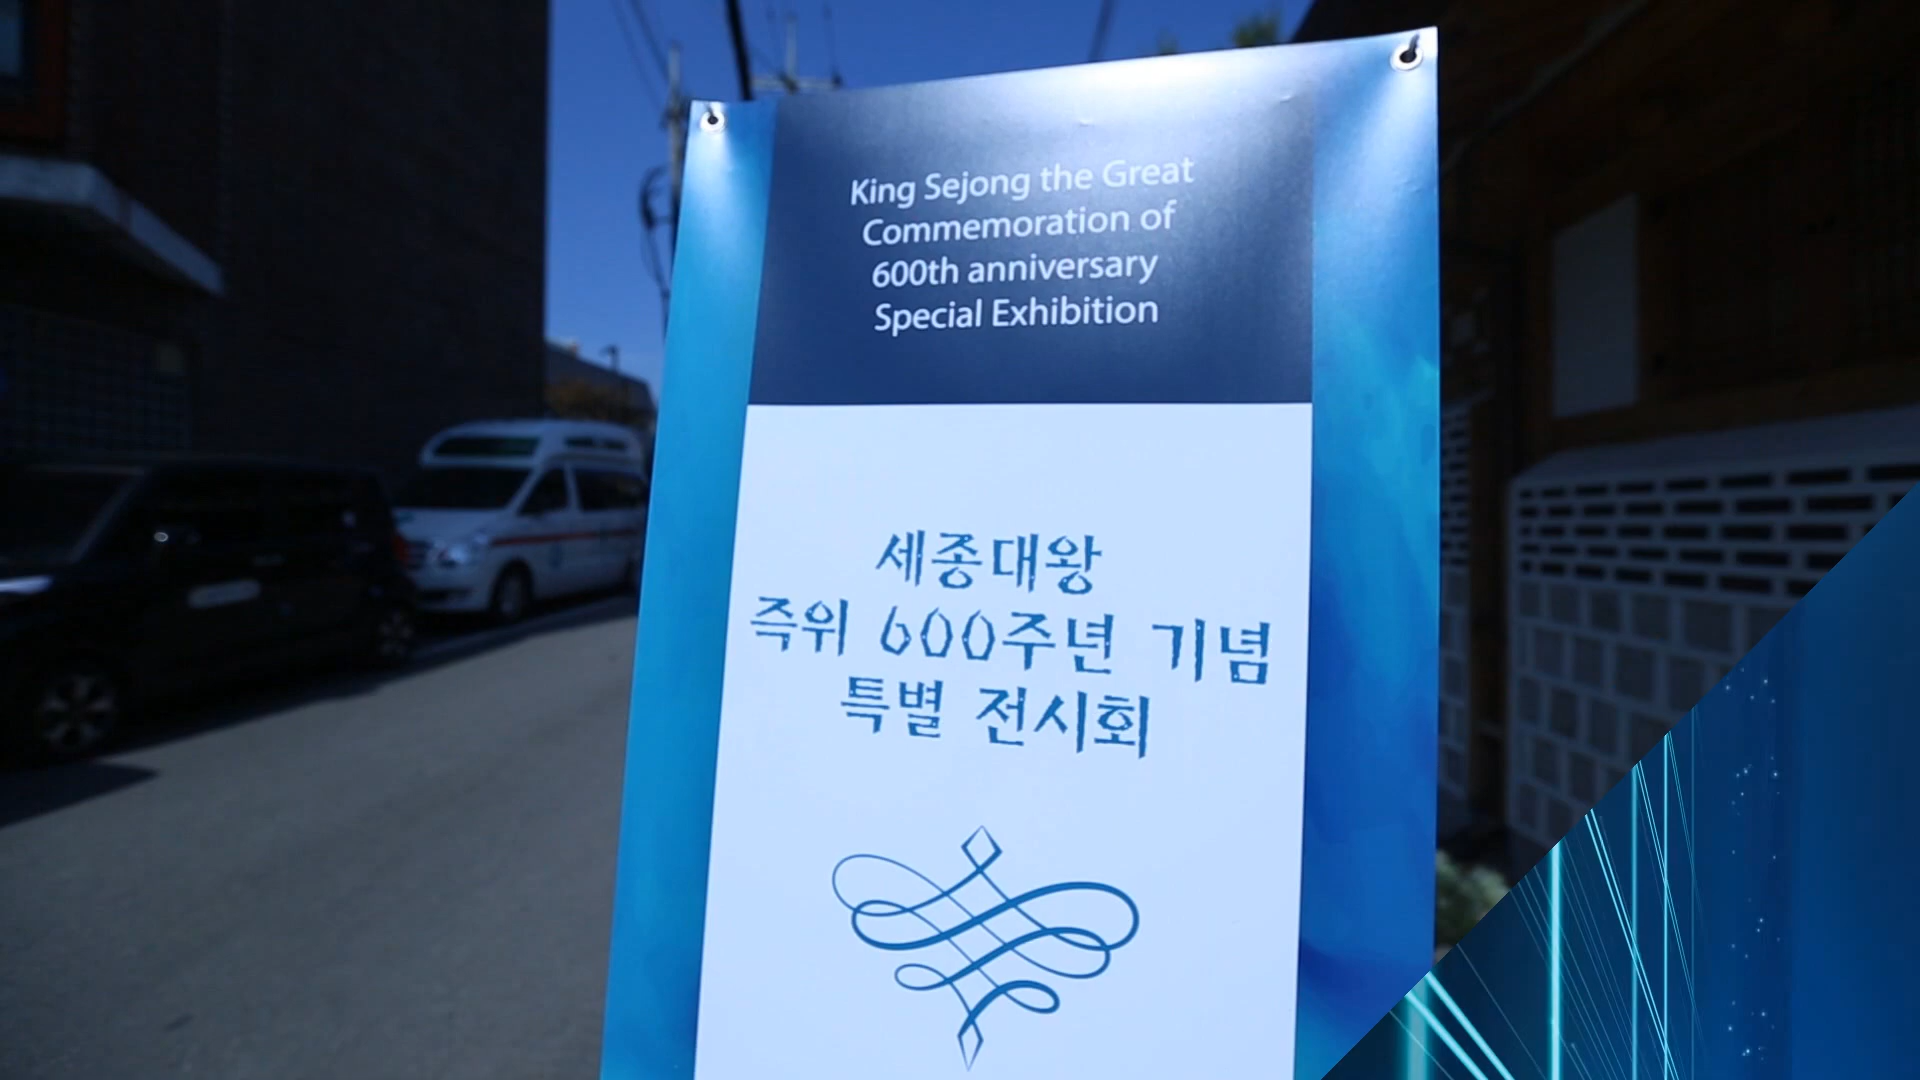 King Sejong the Great
Commemoration of
600th anniversary
Special Exhibition
세종대왕
즉위 600주년 기념
특별 전시회